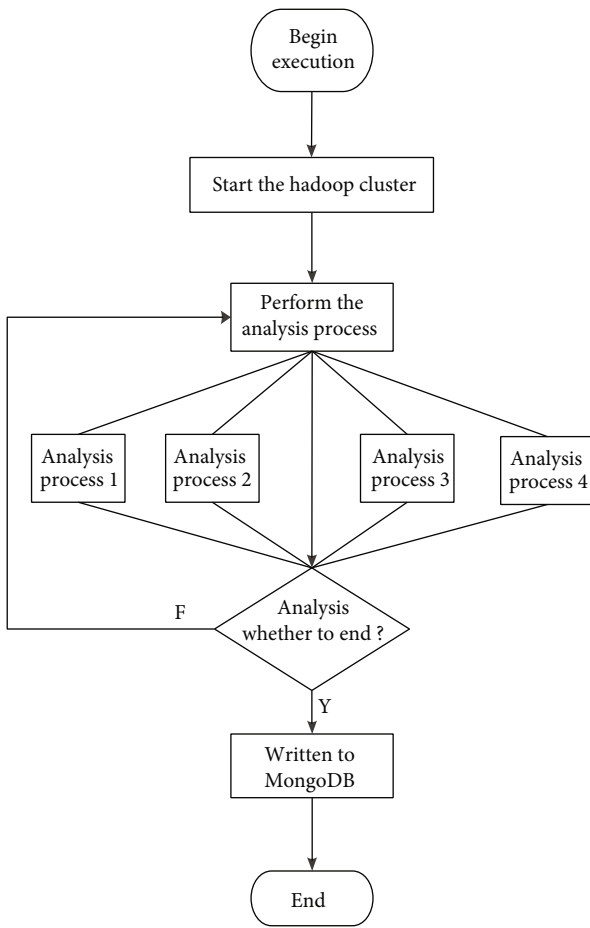 Begin
execution
Start the hadoop cluster
Perform the
analysis process
Analysis
process 1
Analysis
process 2
Analysis
process 3
Analysis
process 4
Analysis
whether to end ?
F
Y
Written to
MongoDB
End